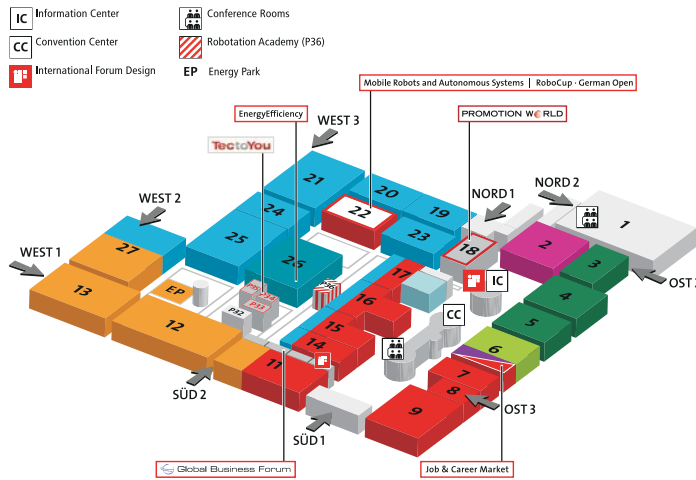 IC Information Center
Conference Rooms
CC Convention Center
Robotation Academy (P36)
International Forum Design
EP Energy Park
Mobile Robots and Autonomous Systems | RoboCup · German Open
EnergyEfficiency
WEST 3
PROMOTION WORLD
TectoYou
21
20
NORD 1
NORD 2
WEST 2
24
22
19
1
27
25
23
18
2
WEST 1
26
17
3
OST 2
13
EP
P36
16
IC
4
P32
P33
CC
12
15
5
14
6
11
7
SÜD 2
8
9
OST 3
SÜD 1
Global Business Forum
Job & Career Market